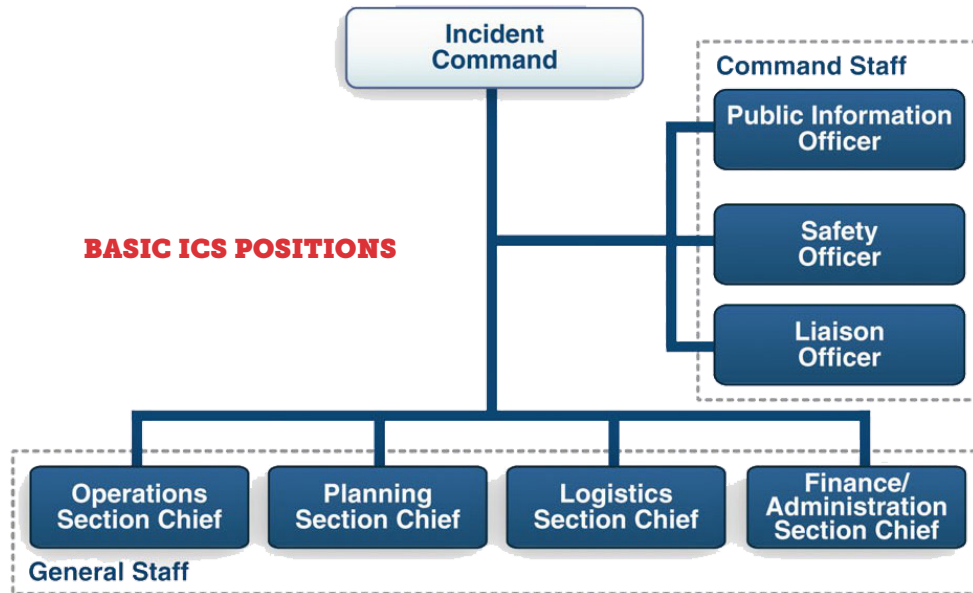 Incident
Command
Command Staff
Public Information
Officer
BASIC ICS POSITIONS
Safety
Officer
Liaison
Officer
Operations
Section Chief
Planning
Section Chief
Logistics
Section Chief
Finance/
Administration
Section Chief
General Staff